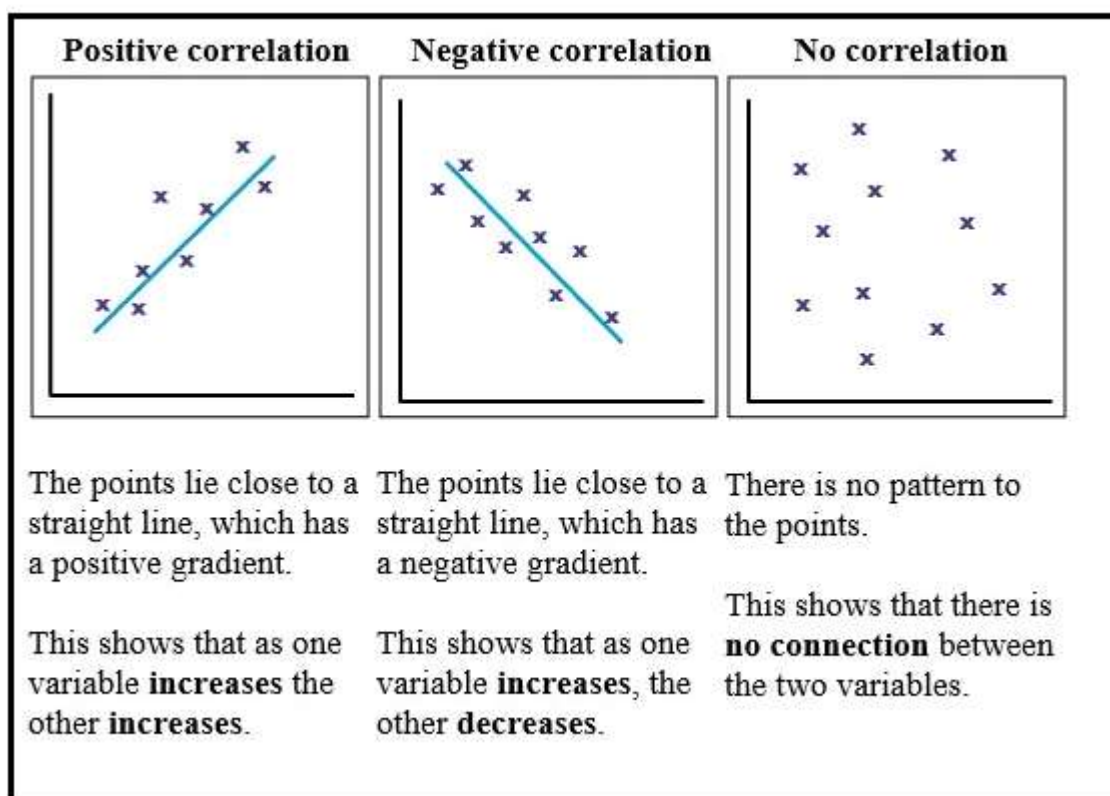 Positive correlation
The points lie close to a
straight line, which has
a positive gradient.
This shows that as one
variable increases the
other increases.
Negative correlation
The points lie close to a
straight line, which has
a negative gradient.
This shows that as one
variable increases, the
other decreases.
No correlation
There is no pattern to
the points.
This shows that there is
no connection between
the two variables.